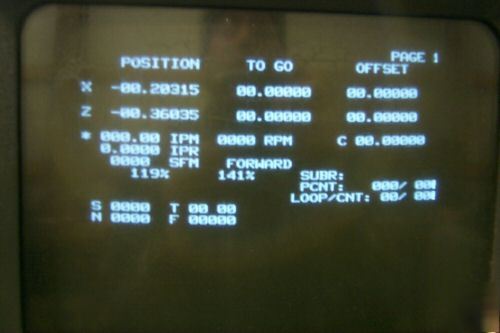 PAGE 1
POSITION TO GO OFFSET
X -00.20315 00.00000 00.00000
Z -00.36035 00.00000 00.00000
* 000.00 IPM 0000 RPM C 00.00000
0.0000 IPR
0000 SFM FORWARD
119% 141% SUBR:
PCNT: 000/ 00
LOOP/CNT: 00/ 00
S 0000 T 00 00
N 0000 F 00000